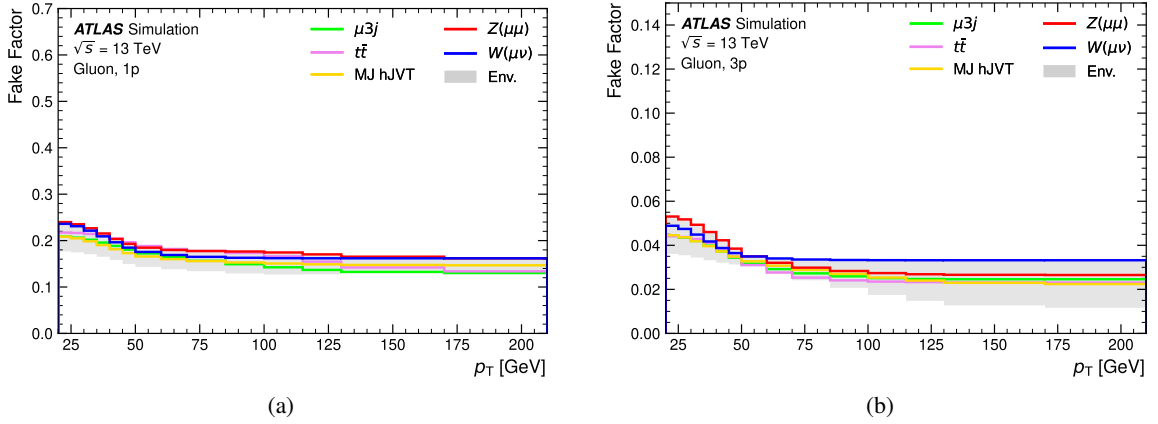 ATLAS Simulation
√s = 13 TeV
Gluon, 1p
μ3j
tt̄
MJ hJVT
Z(μμ)
W(μν)
Env.
Fake Factor
0.7
0.6
0.5
0.4
0.3
0.2
0.1
0.0
25 50 75 100 125 150 175 200
pT [GeV]
(a)
ATLAS Simulation
√s = 13 TeV
Gluon, 3p
μ3j
tt̄
MJ hJVT
Z(μμ)
W(μν)
Env.
Fake Factor
0.14
0.12
0.10
0.08
0.06
0.04
0.02
0.00
25 50 75 100 125 150 175 200
pT [GeV]
(b)